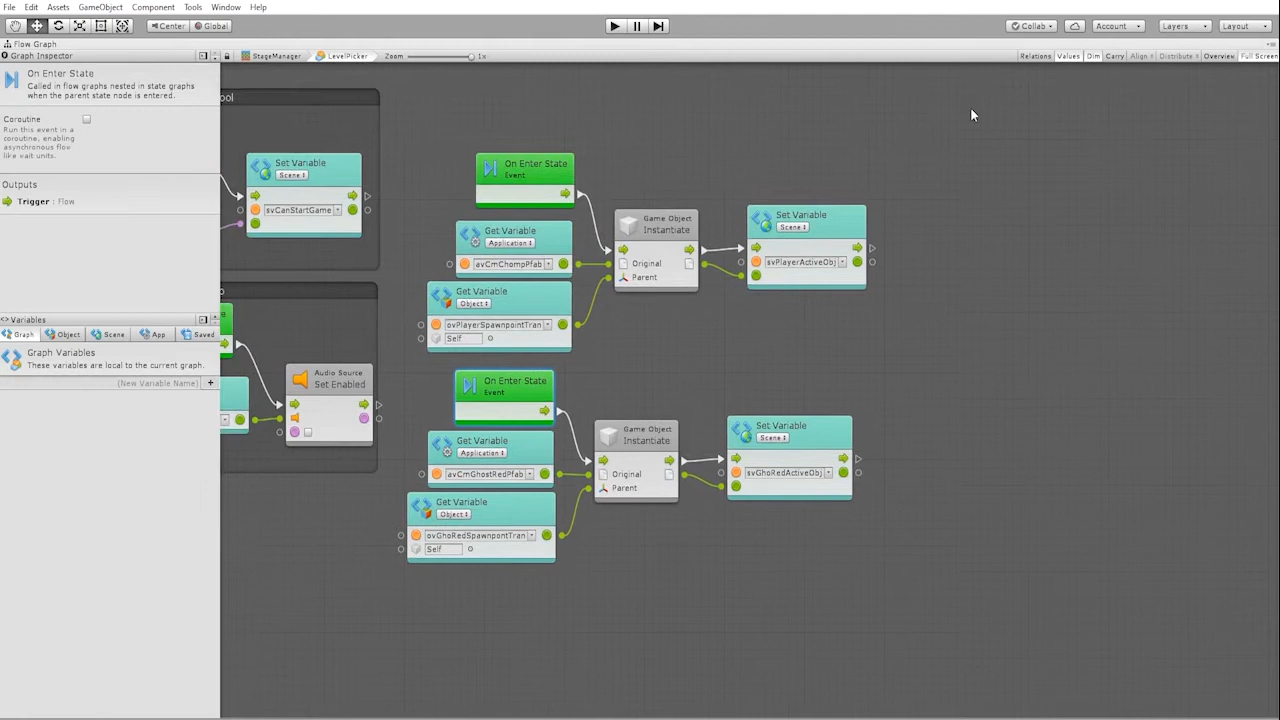 File Edit Assets GameObject Component Tools Window Help
Center Global Collab Account Layers Layout
Flow Graph
Graph Inspector
StageManager LevelPicker Zoom 1x Relations Values Dim Carry Align Distribute Overview Full Screen
On Enter State
Called in flow graphs nested in state graphs
when the parent state node is entered.
Coroutine
Run this event in a
coroutine, enabling
asynchronous flow
like wait units.
Outputs
Trigger : Flow
Variables
Graph Object Scene App Saved
Graph Variables
These variables are local to the current graph.
(New Variable Name) +
ool
Set Variable
Scene
svCanStartGame
Audio Source
Set Enabled
On Enter State
Event
Get Variable
Application
avCmChompPfab
Get Variable
Object
ovPlayerSpawnpointTran
Self
Game Object
Instantiate
Original
Parent
Set Variable
Scene
svPlayerActiveObj
On Enter State
Event
Get Variable
Application
avCmGhostRedPfab
Get Variable
Object
ovGhoRedSpawnpontTran
Self
Game Object
Instantiate
Original
Parent
Set Variable
Scene
svGhoRedActiveObj